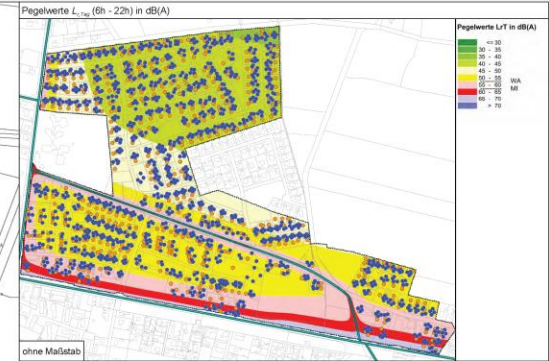 Pegelwerte Lr,Tag (6h - 22h) in dB(A)
Pegelwerte LrT in dB(A)
<= 30
30 - 35
35 - 40
40 - 45
45 - 50
50 - 55 WA
55 - 60 MI
60 - 65
65 - 70
> 70
ohne Maßstab